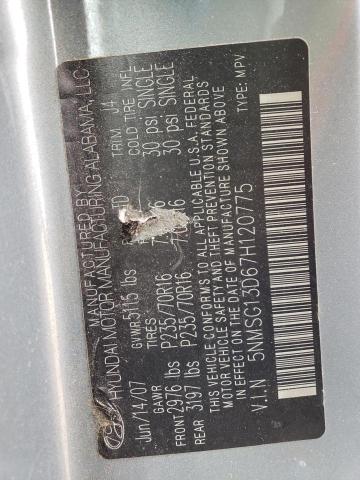 MANUFACTURED BY
HYUNDAI MOTOR MANUFACTURING ALABAMA, LLC
Jun/14/07 GVWR 5115 lbs TRIM J4
GAWR TIRES COLD TIRE INFL
FRONT 2976 lbs P235/70R16 30 psi SINGLE
REAR 3197 lbs P235/70R16 30 psi SINGLE
THIS VEHICLE CONFORMS TO ALL APPLICABLE U.S.A. FEDERAL
MOTOR VEHICLE SAFETY AND THEFT PREVENTION STANDARDS
IN EFFECT ON THE DATE OF MANUFACTURE SHOWN ABOVE
V.I.N 5NMSG73D67H120775 TYPE: MPV